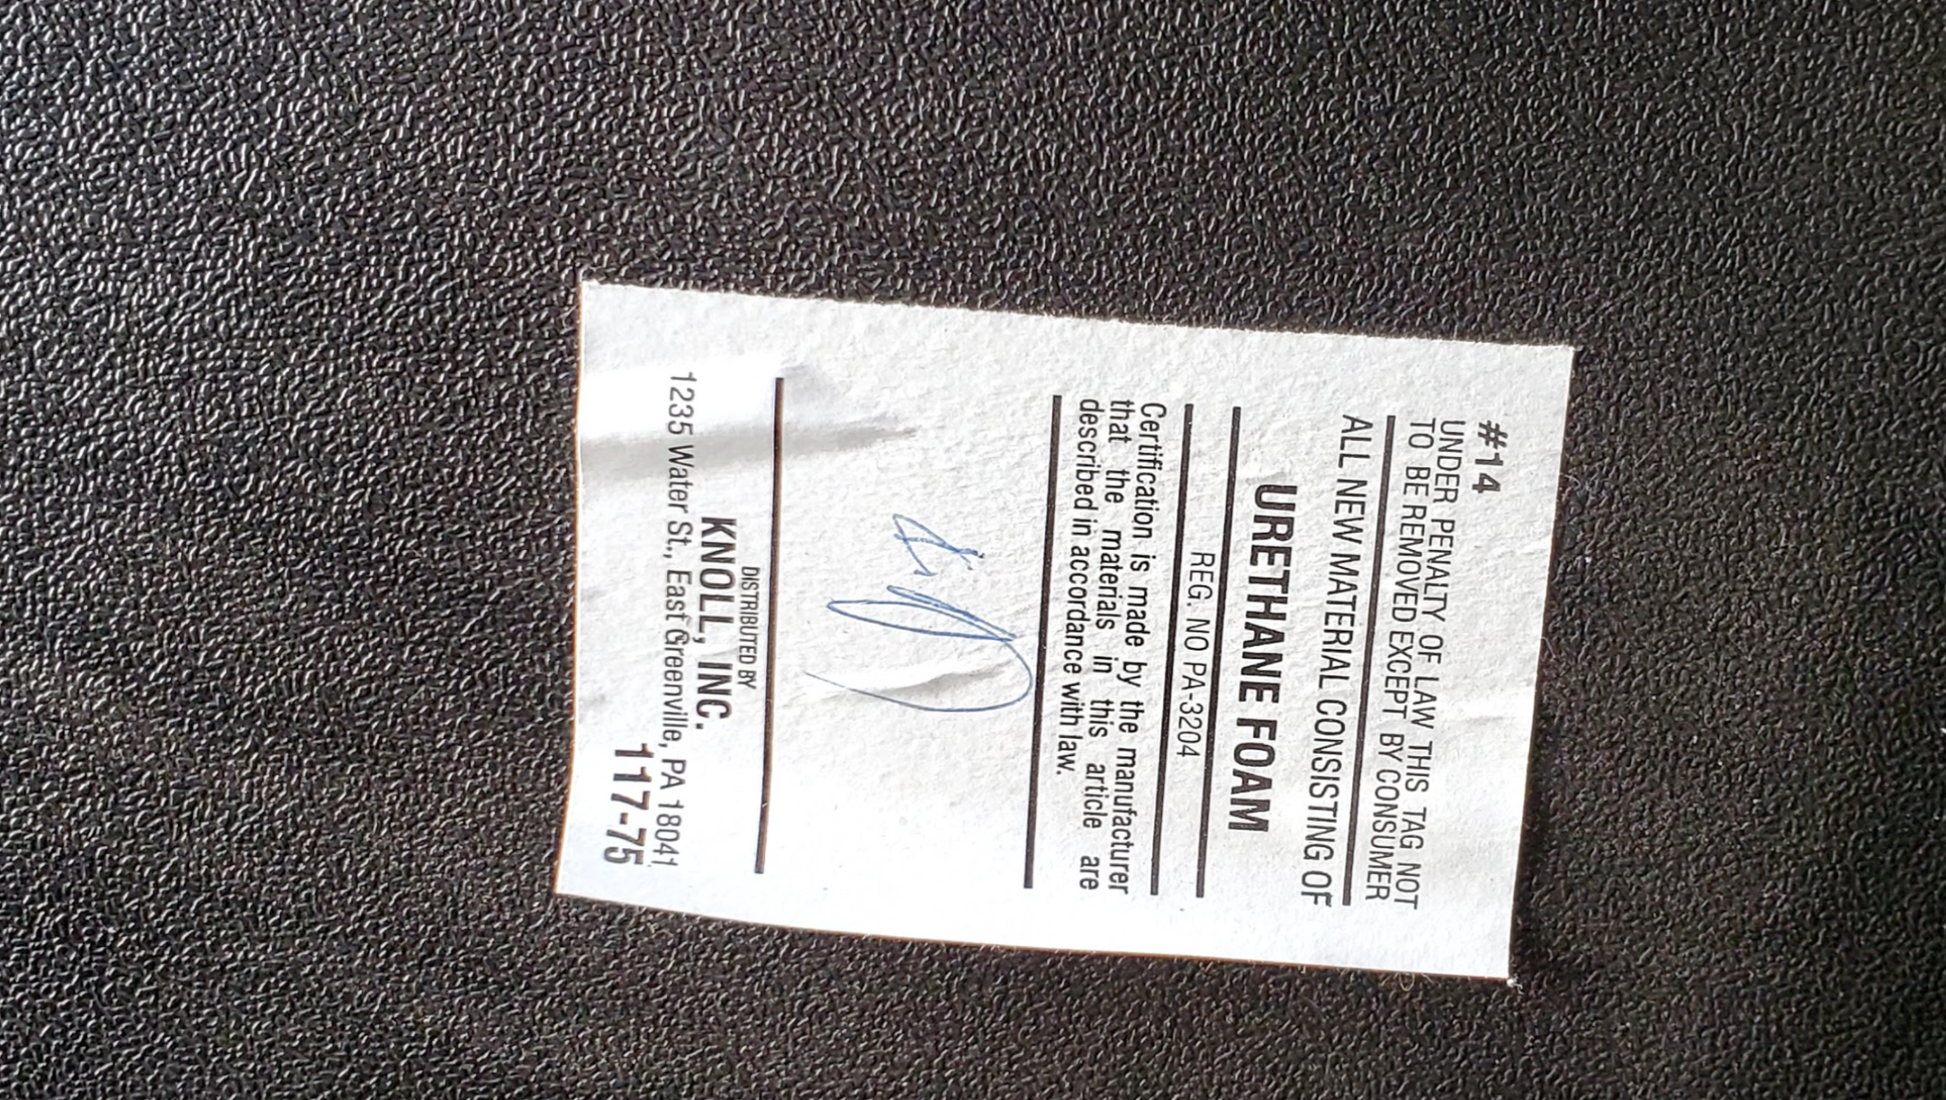 #14
UNDER PENALTY OF LAW THIS TAG NOT
TO BE REMOVED EXCEPT BY CONSUMER
ALL NEW MATERIAL CONSISTING OF
URETHANE FOAM
REG. NO PA-3204
Certification is made by the manufacturer
that the materials in this article are
described in accordance with law.
DISTRIBUTED BY
KNOLL, INC.
1235 Water St., East Greenville, PA 18041
117-75